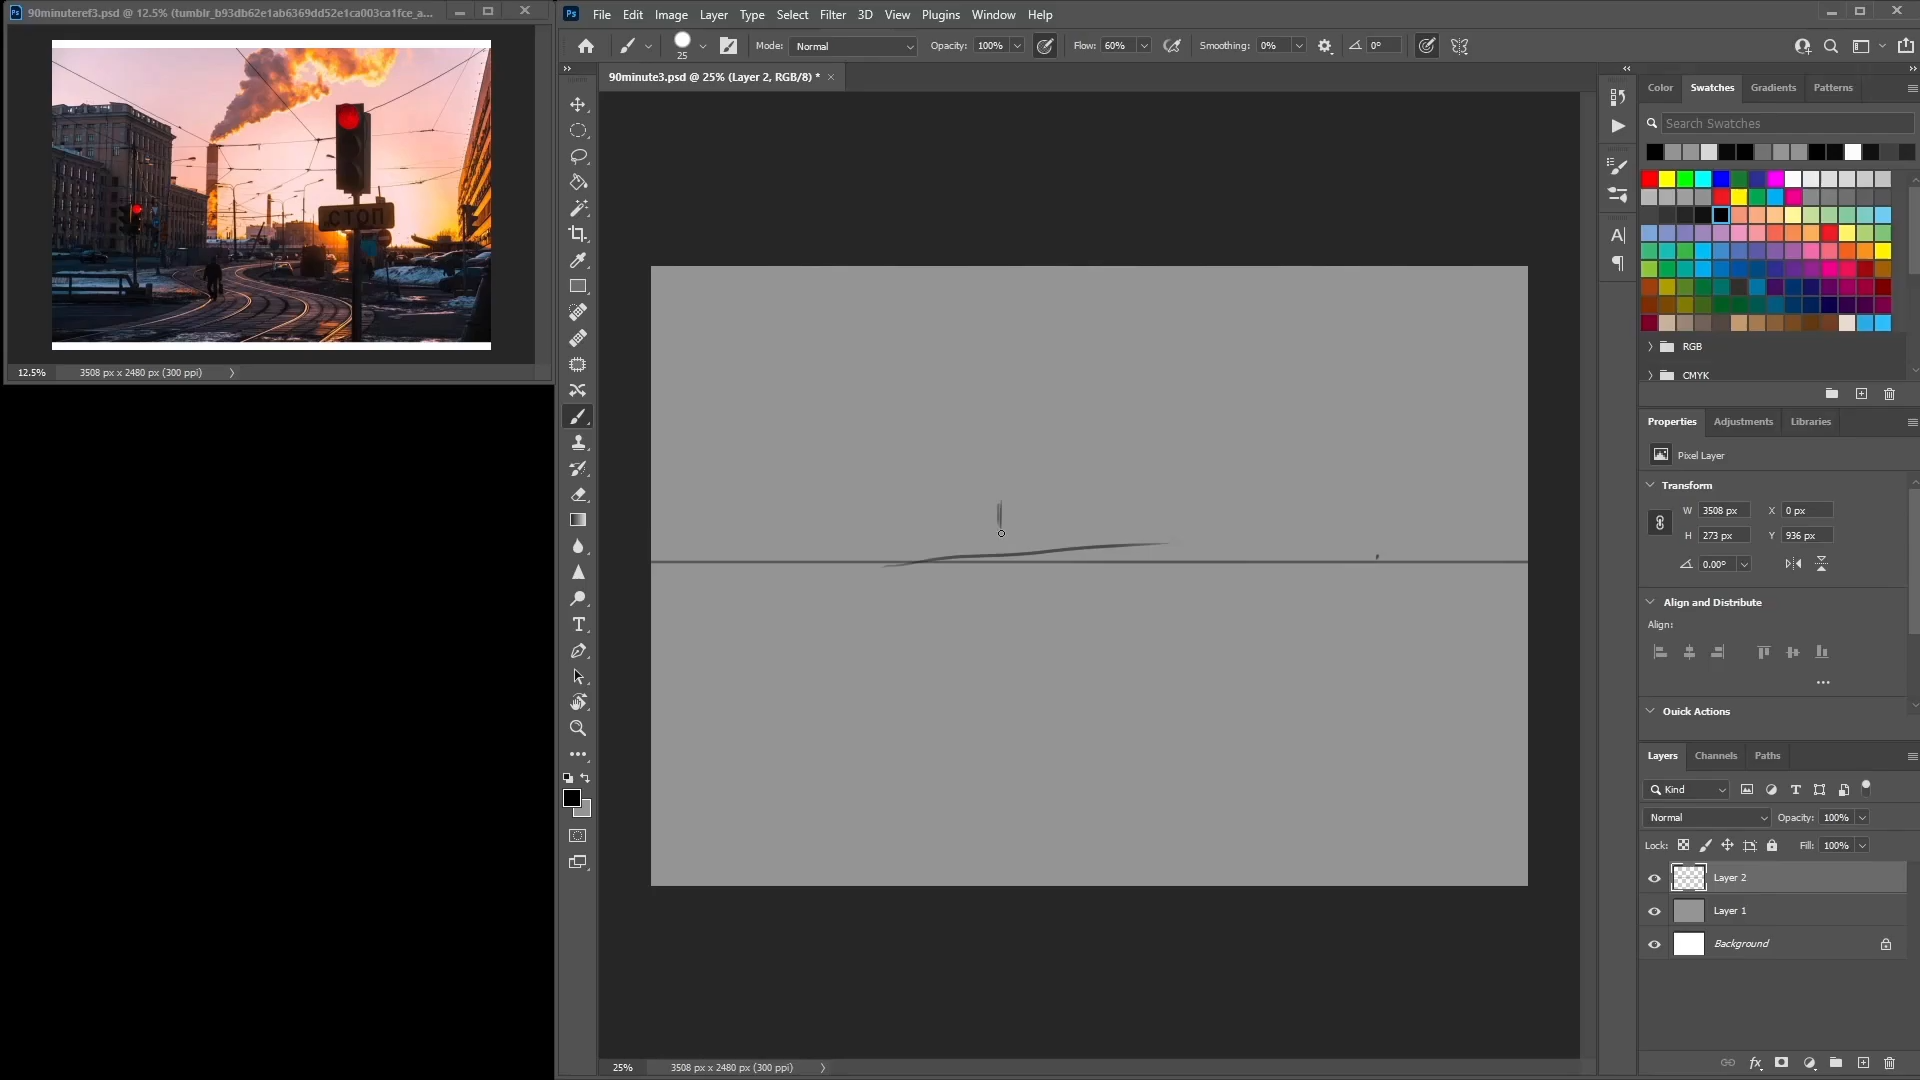 90minuteref3.psd @ 12.5% (tumblr_b93db62e1ab6369dd52e1ca003ca1fce_a...
СТОП
12.5% 3508 px x 2480 px (300 ppi)
File Edit Image Layer Type Select Filter 3D View Plugins Window Help
25 Mode: Normal Opacity: 100% Flow: 60% Smoothing: 0% 0°
90minute3.psd @ 25% (Layer 2, RGB/8) *
25% 3508 px x 2480 px (300 ppi)
Color Swatches Gradients Patterns
Search Swatches
RGB
CMYK
Properties Adjustments Libraries
Pixel Layer
Transform
W 3508 px X 0 px
H 273 px Y 936 px
0.00°
Align and Distribute
Align:
Quick Actions
Layers Channels Paths
Kind
Normal Opacity: 100%
Lock: Fill: 100%
Layer 2
Layer 1
Background